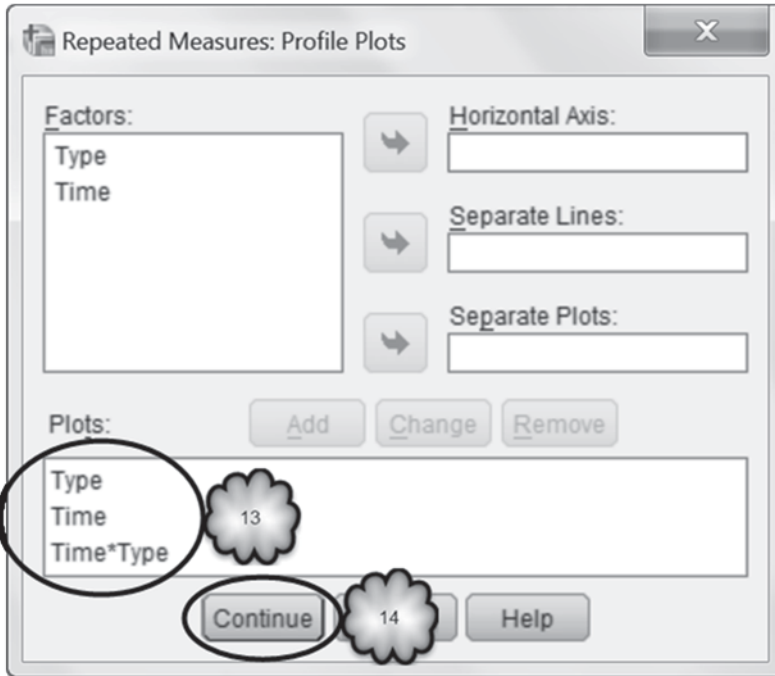 Repeated Measures: Profile Plots
X
Factors:
Type
Time
Horizontal Axis:
Separate Lines:
Separate Plots:
Plots:
Add Change Remove
Type
Time
Time*Type
13
Continue
14
Help